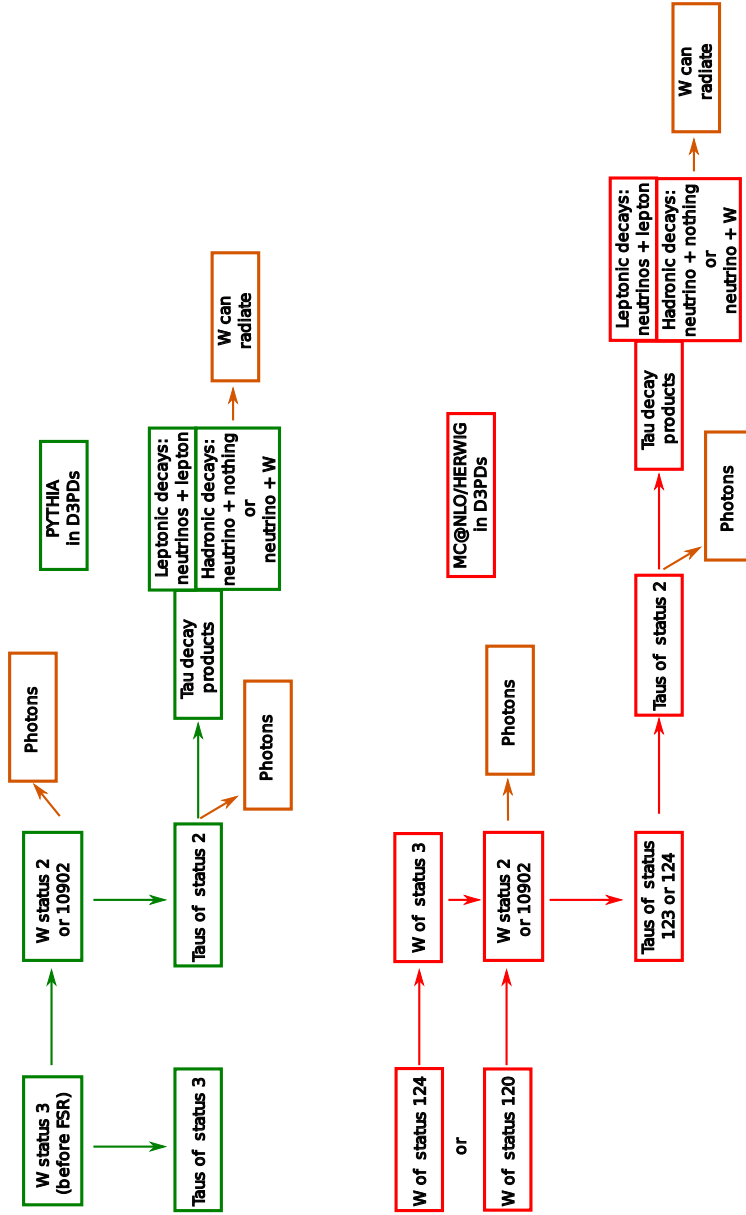 W status 3
(before FSR)
W status 2
or 10902
Photons
PYTHIA
in D3PDs
Taus of status 3
Taus of status 2
Photons
Tau decay
products
Leptonic decays:
neutrinos + lepton
Hadronic decays:
neutrino + nothing
or
neutrino + W
W can
radiate
W of status 124
or
W of status 120
W of status 3
W status 2
or 10902
Photons
MC@NLO/HERWIG
in D3PDs
Taus of status
123 or 124
Taus of status 2
Photons
Tau decay
products
Leptonic decays:
neutrinos + lepton
Hadronic decays:
neutrino + nothing
or
neutrino + W
W can
radiate